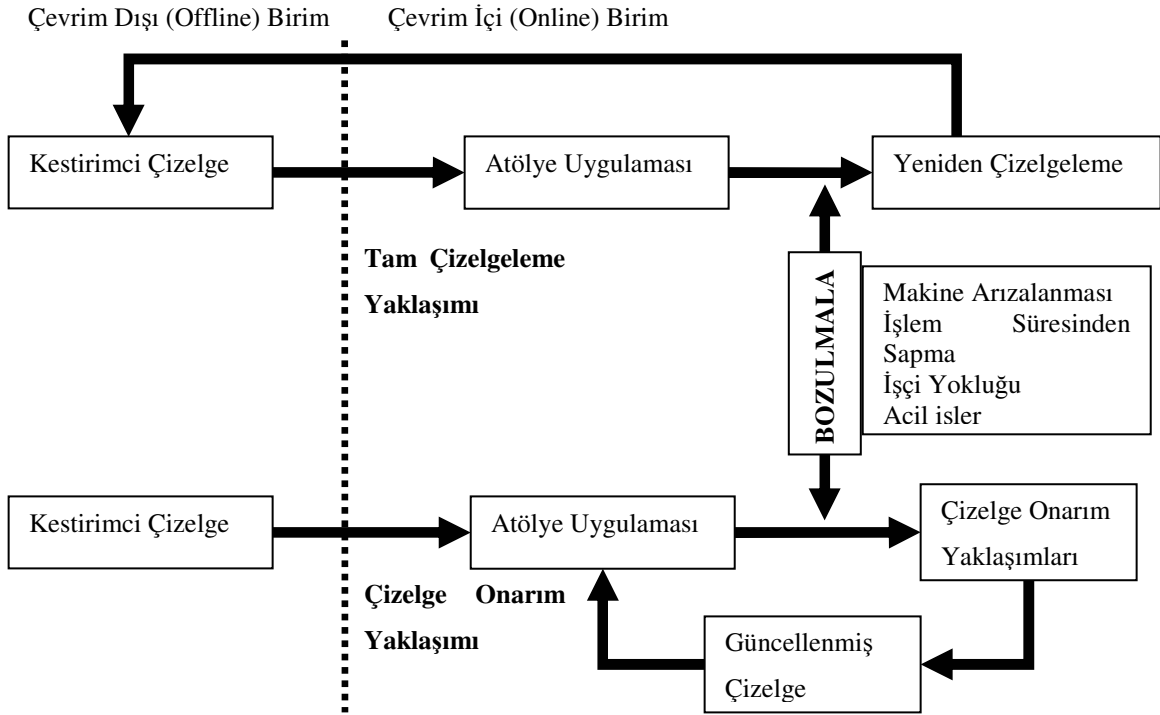 Çevrim Dışı (Offline) Birim
Çevrim İçi (Online) Birim
Kestirimci Çizelge
Atölye Uygulaması
Yeniden Çizelgeleme
Tam Çizelgeleme
Yaklaşımı
BOZULMALA
Makine Arızalanması
İşlem Süresinden
Sapma
İşçi Yokluğu
Acil isler
Kestirimci Çizelge
Atölye Uygulaması
Çizelge Onarım
Yaklaşımları
Çizelge Onarım
Yaklaşımı
Güncellenmiş
Çizelge